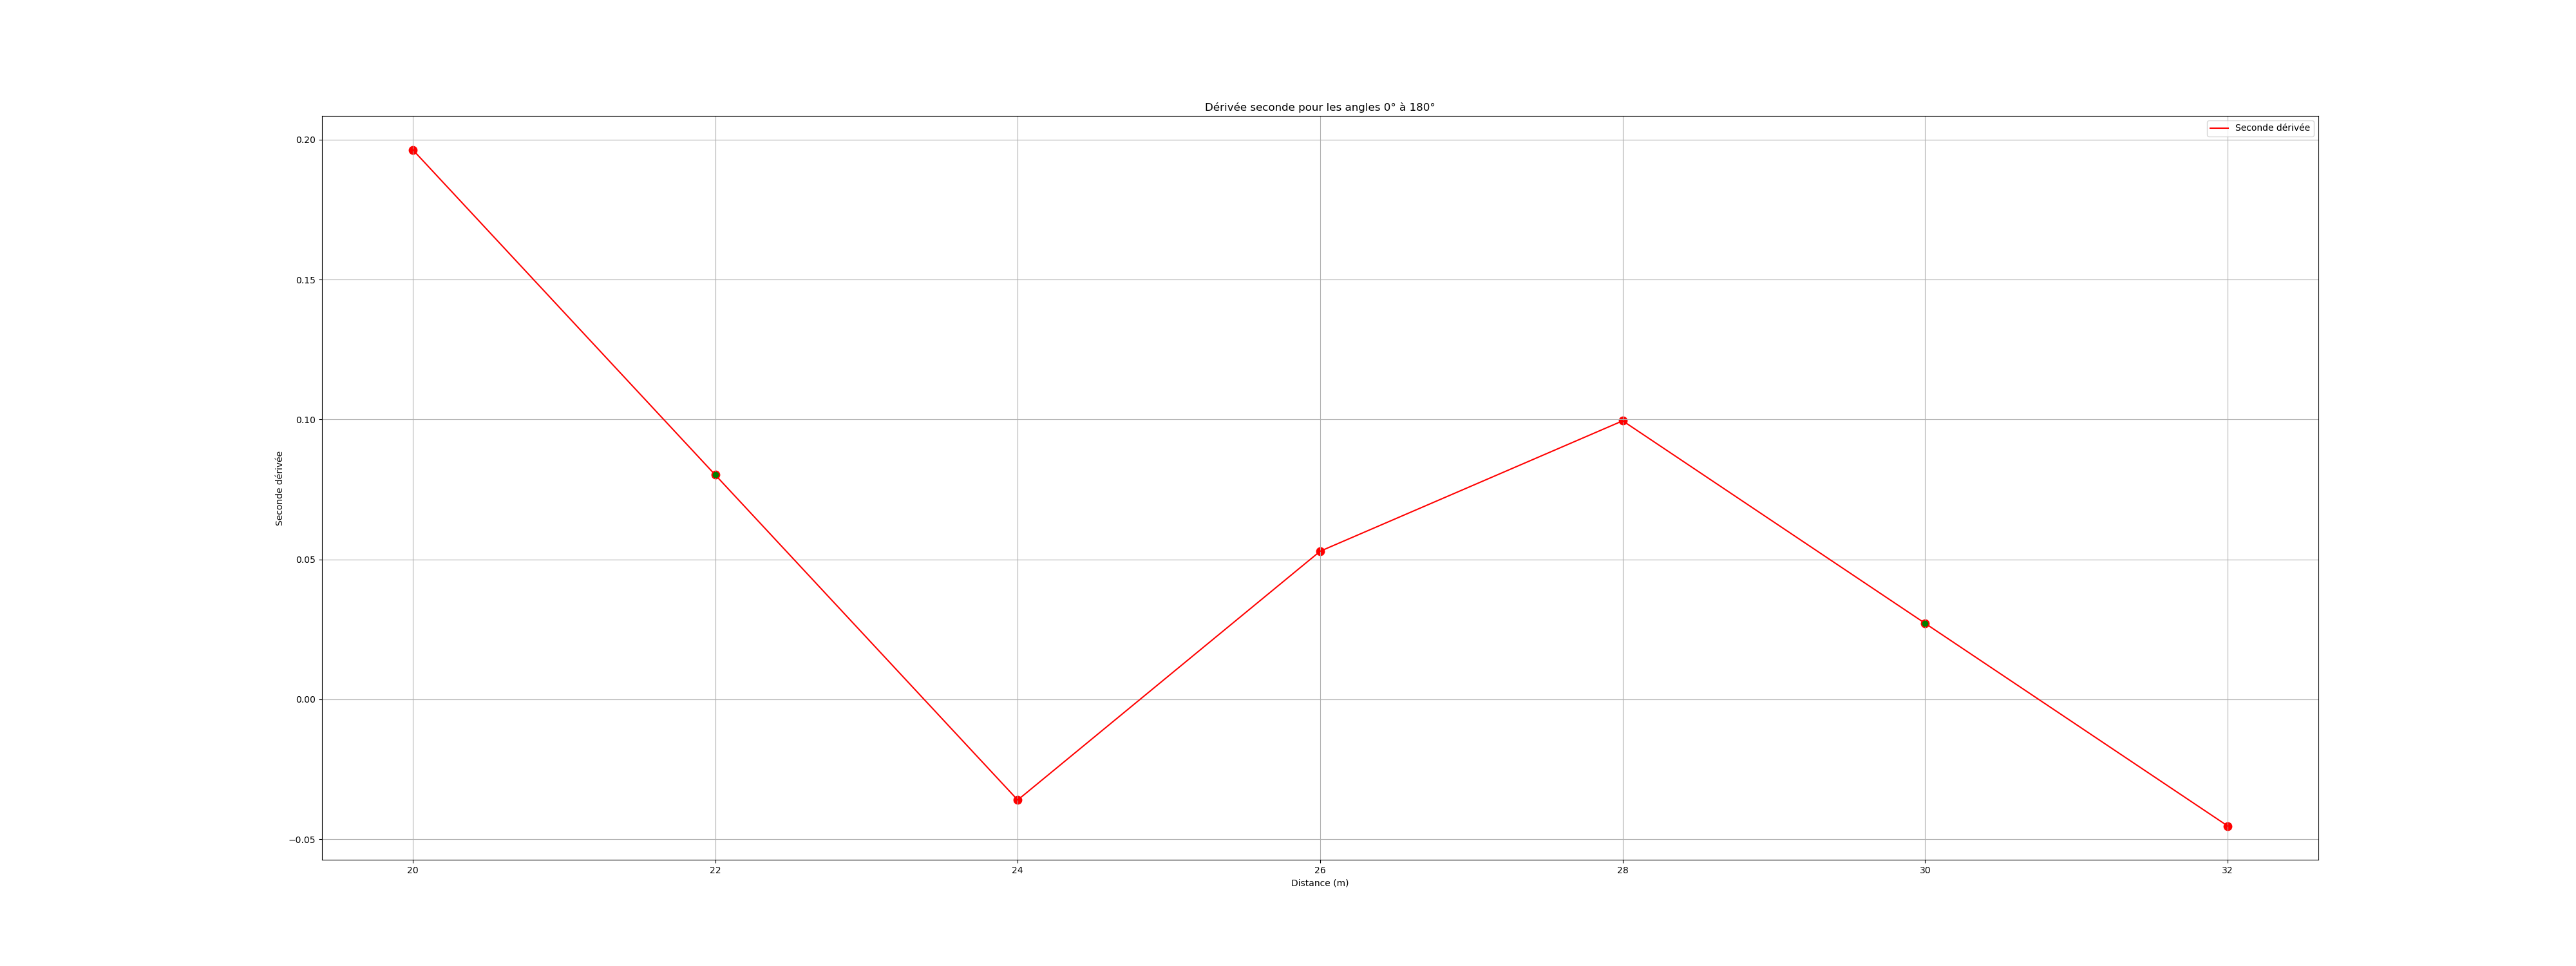 Dérivée seconde pour les angles 0° à 180°
Seconde dérivée
0.20
0.15
0.10
0.05
0.00
−0.05
Seconde dérivée
20 22 24 26 28 30 32
Distance (m)